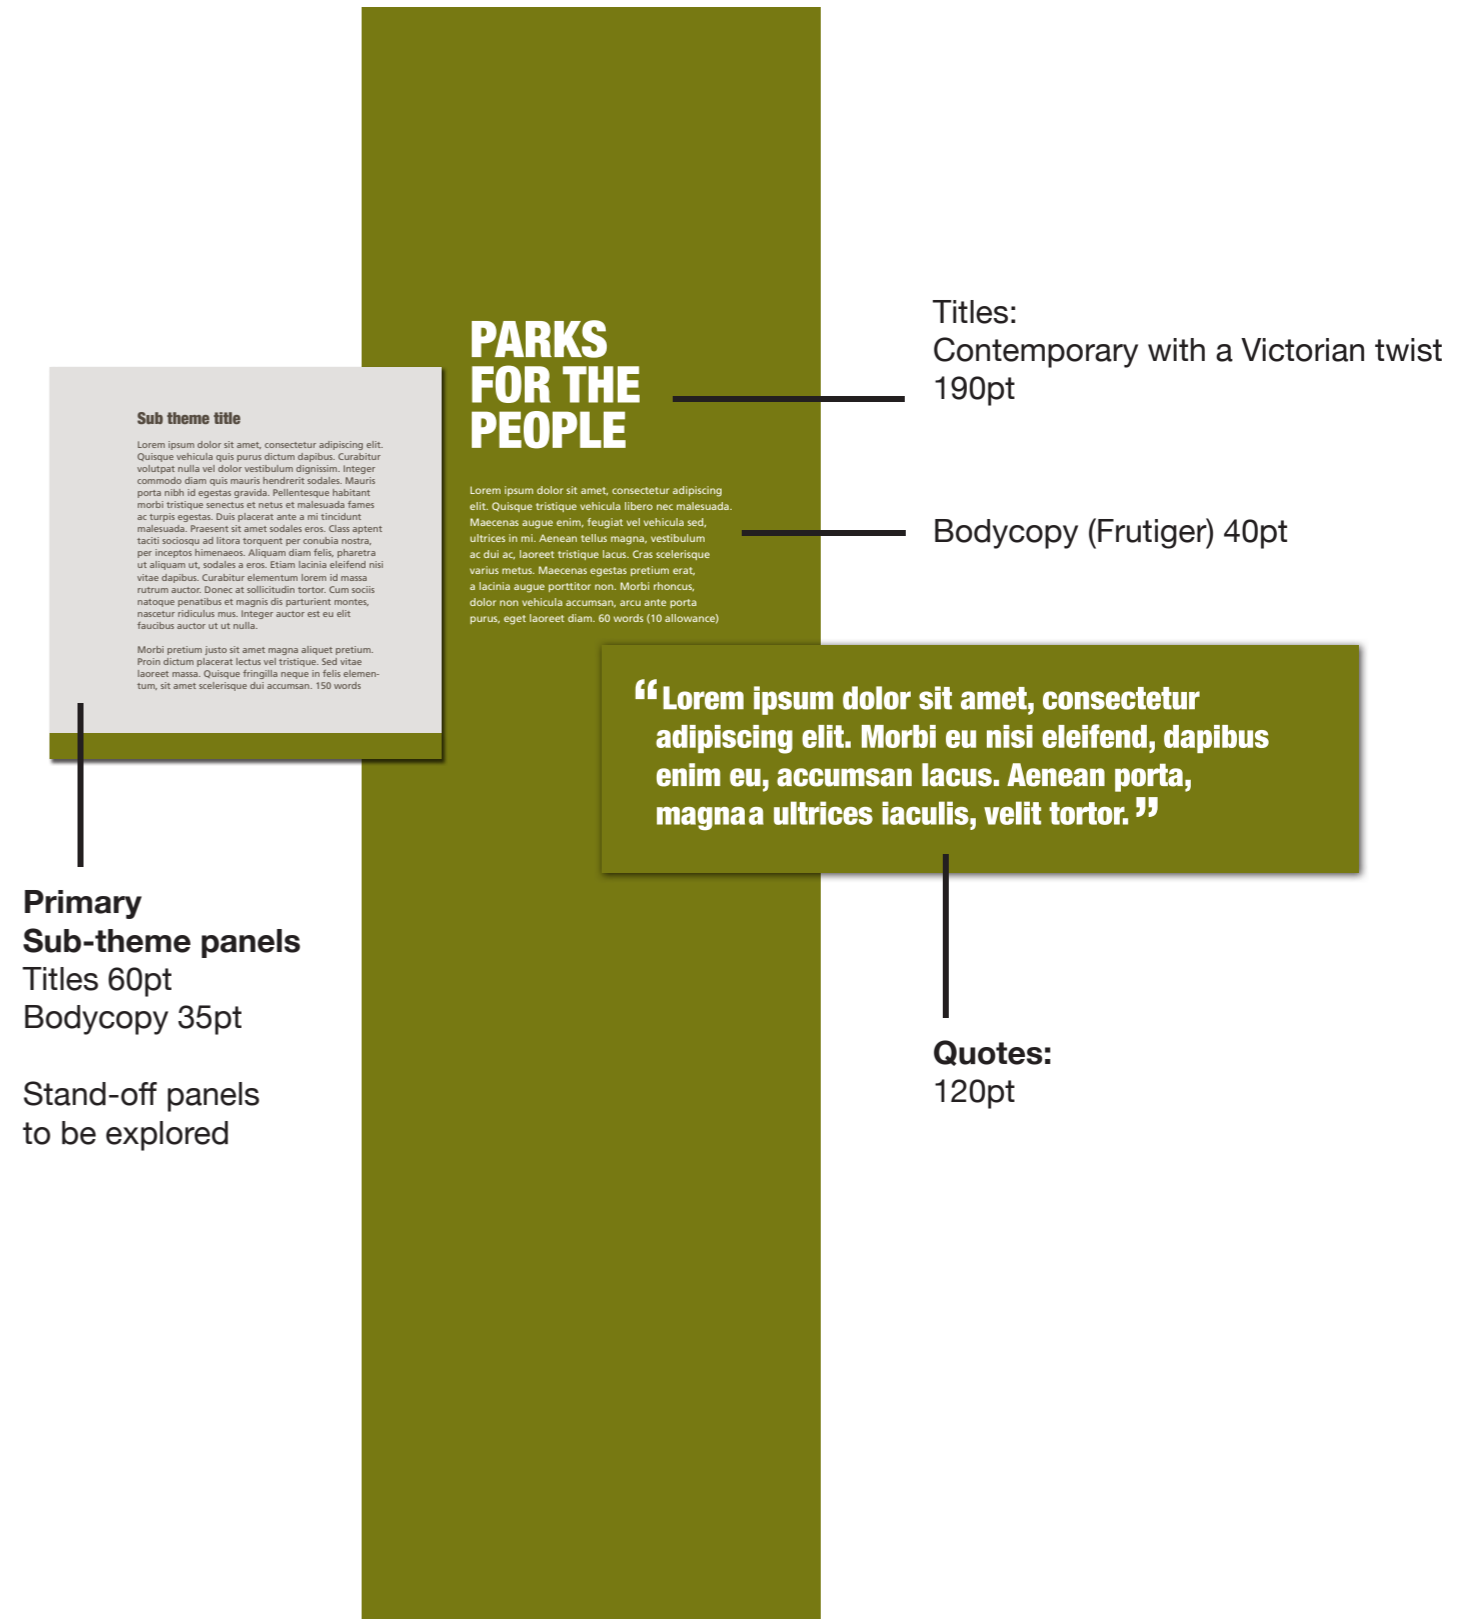 PARKS
FOR THE
PEOPLE
Lorem ipsum dolor sit amet, consectetur adipiscing
elit. Quisque tristique vehicula libero nec malesuada.
Maecenas augue enim, feugiat vel vehicula sed,
ultrices in mi. Aenean tellus magna, vestibulum
ac dui ac, laoreet tristique lacus. Cras scelerisque
varius metus. Maecenas egestas pretium erat,
a lacinia augue porttitor non. Morbi rhoncus,
dolor non vehicula accumsan, arcu ante porta
purus, eget laoreet diam. 60 words (10 allowance)
Titles:
Contemporary with a Victorian twist
190pt
Bodycopy (Frutiger) 40pt
Sub theme title
Lorem ipsum dolor sit amet, consectetur adipiscing elit.
Quisque vehicula quis purus dictum dapibus. Curabitur
volutpat nulla vel dolor vestibulum dignissim. Integer
commodo diam quis mauris hendrerit sodales. Mauris
porta nibh id egestas gravida. Pellentesque habitant
morbi tristique senectus et netus et malesuada fames
ac turpis egestas. Duis placerat ante a mi tincidunt
malesuada. Praesent sit amet sodales eros. Class aptent
taciti sociosqu ad litora torquent per conubia nostra,
per inceptos himenaeos. Aliquam diam felis, pharetra
ut aliquam ut, sodales a eros. Etiam lacinia eleifend nisi
vitae dapibus. Curabitur elementum lorem id massa
rutrum auctor. Donec at sollicitudin tortor. Cum sociis
natoque penatibus et magnis dis parturient montes,
nascetur ridiculus mus. Integer auctor est eu elit
faucibus auctor ut ut nulla.
Morbi pretium justo sit amet magna aliquet pretium.
Proin dictum placerat lectus vel tristique. Sed vitae
laoreet massa. Quisque fringilla neque in felis elemen-
tum, sit amet scelerisque dui accumsan. 150 words
“Lorem ipsum dolor sit amet, consectetur
adipiscing elit. Morbi eu nisi eleifend, dapibus
enim eu, accumsan lacus. Aenean porta,
magna a ultrices iaculis, velit tortor.”
Primary
Sub-theme panels
Titles 60pt
Bodycopy 35pt
Stand-off panels
to be explored
Quotes:
120pt